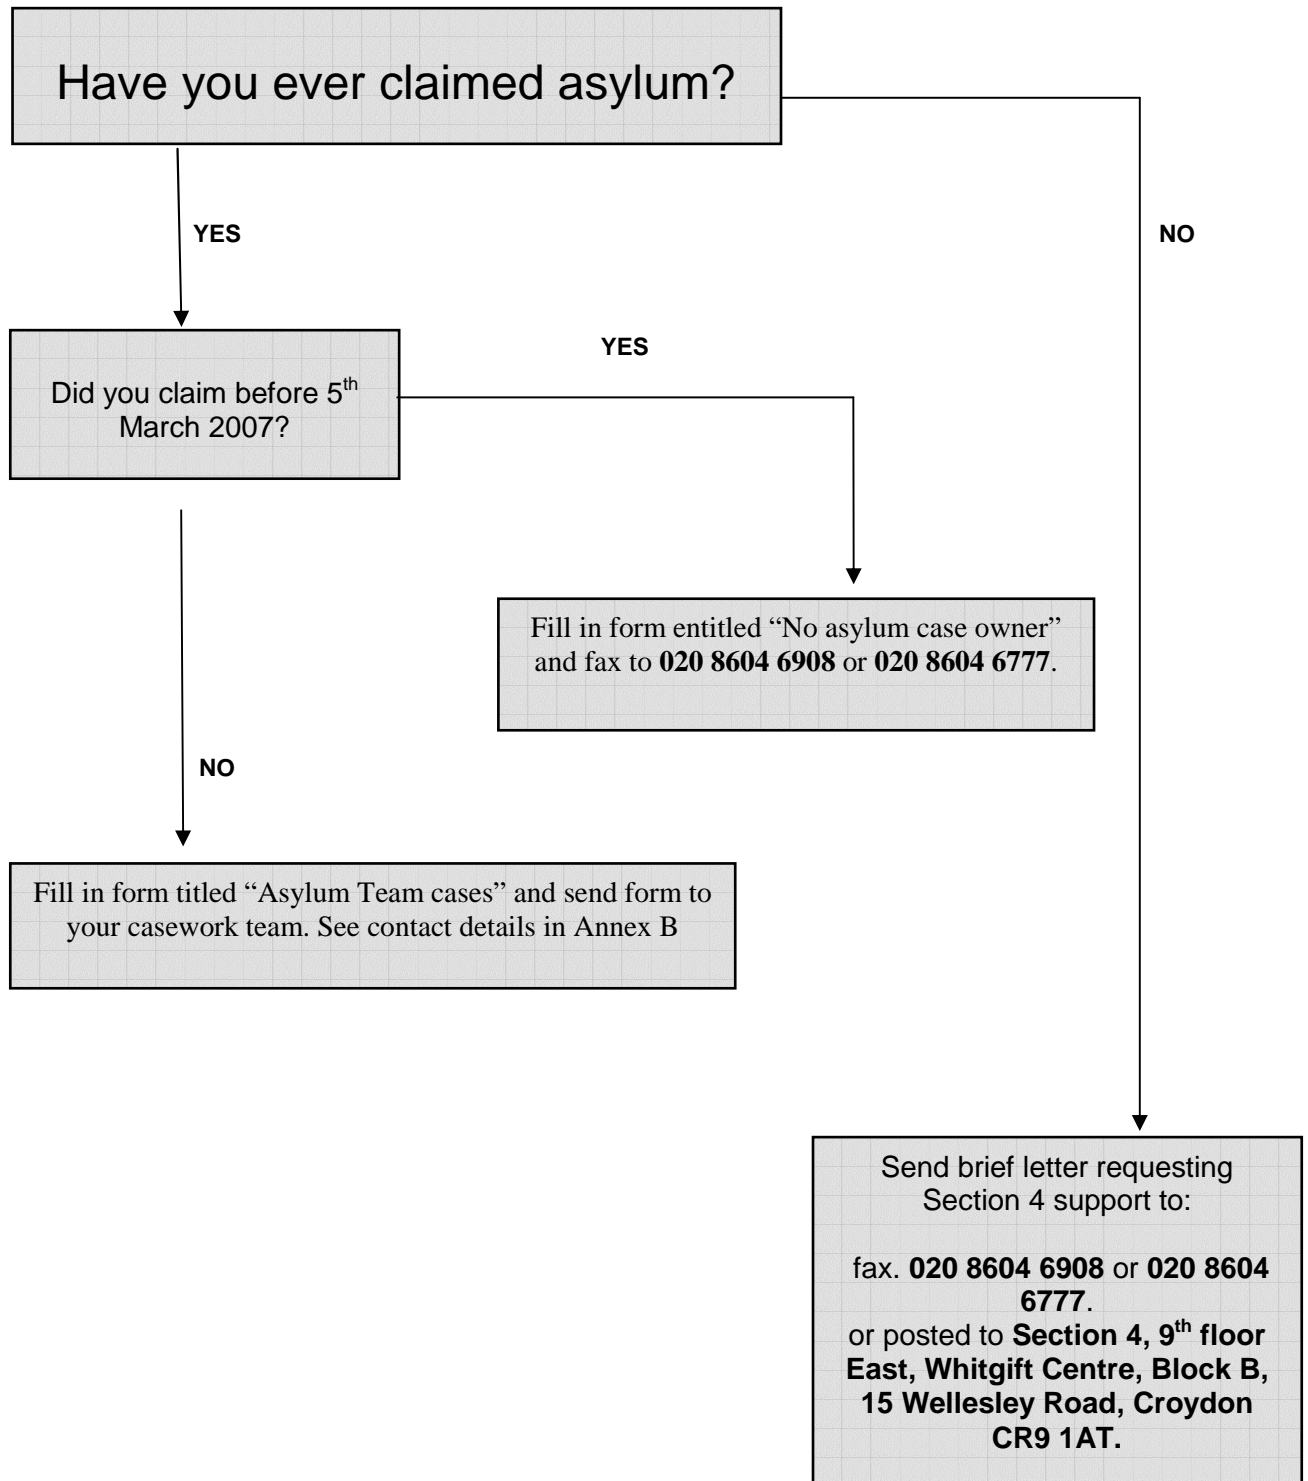 Have you ever claimed asylum?
YES
NO
Did you claim before 5th
March 2007?
YES
Fill in form entitled “No asylum case owner”
and fax to 020 8604 6908 or 020 8604 6777.
NO
Fill in form titled “Asylum Team cases” and send form to
your casework team. See contact details in Annex B
Send brief letter requesting
Section 4 support to:
fax. 020 8604 6908 or 020 8604
6777.
or posted to Section 4, 9th floor
East, Whitgift Centre, Block B,
15 Wellesley Road, Croydon
CR9 1AT.